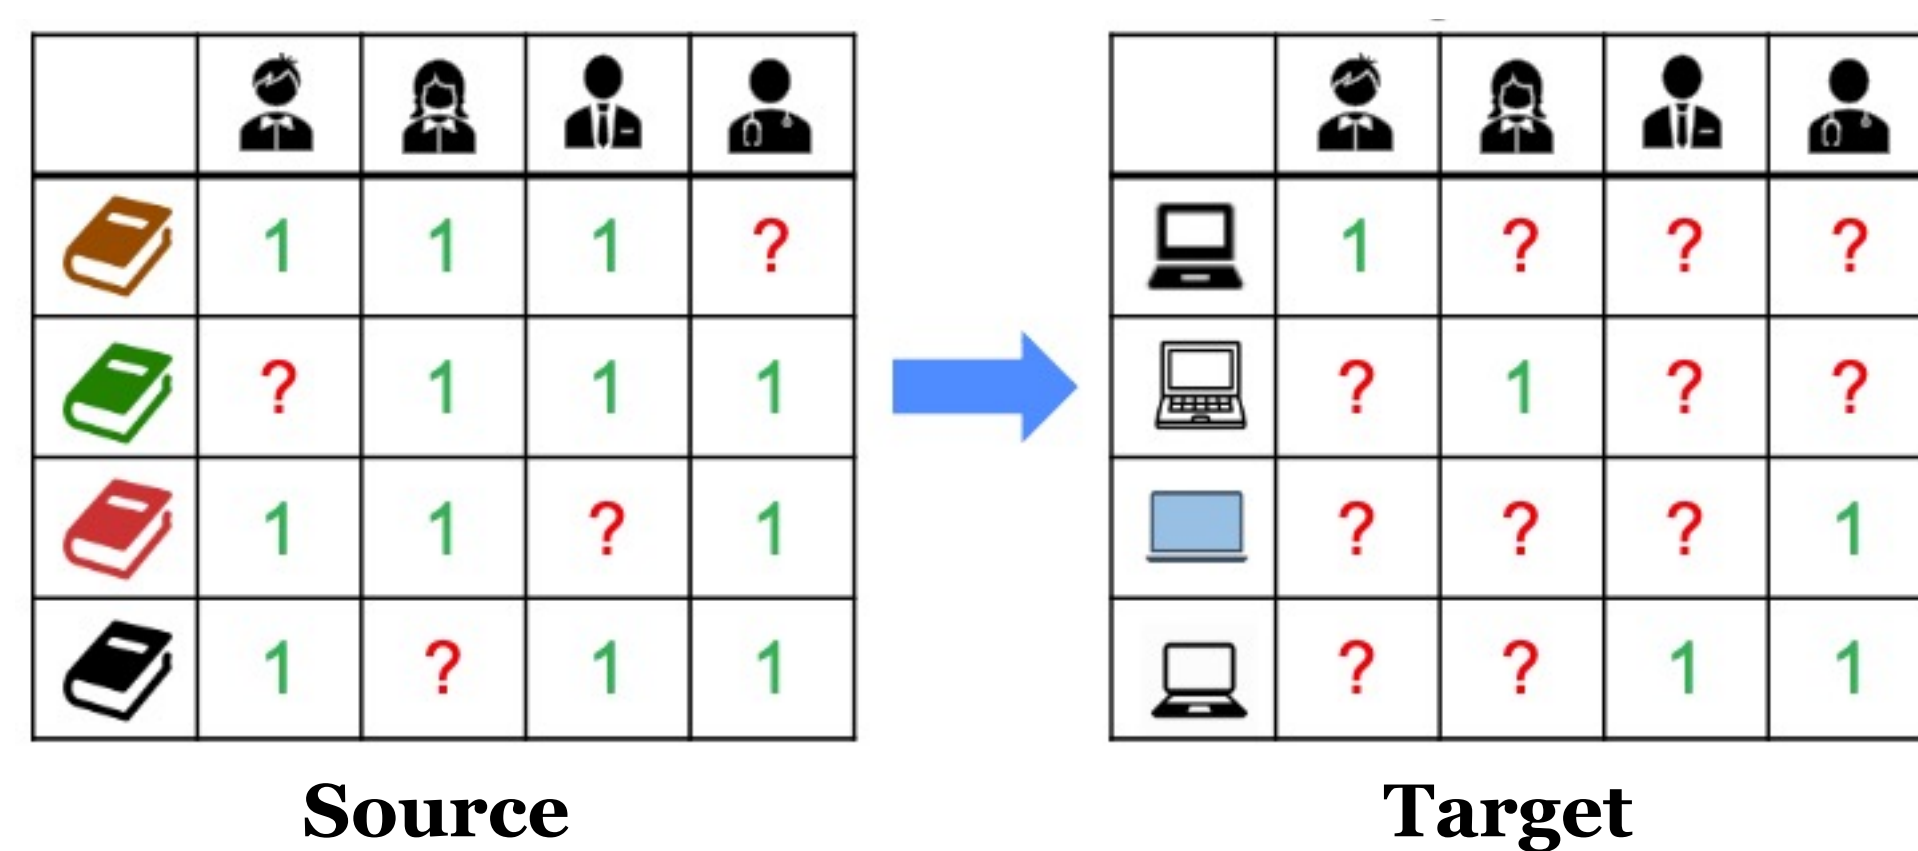 1 1 1 ? 1 ? ? ?
? 1 1 1 ? 1 ? ?
1 1 ? 1 ? ? ? 1
1 ? 1 1 ? ? 1 1
Source Target